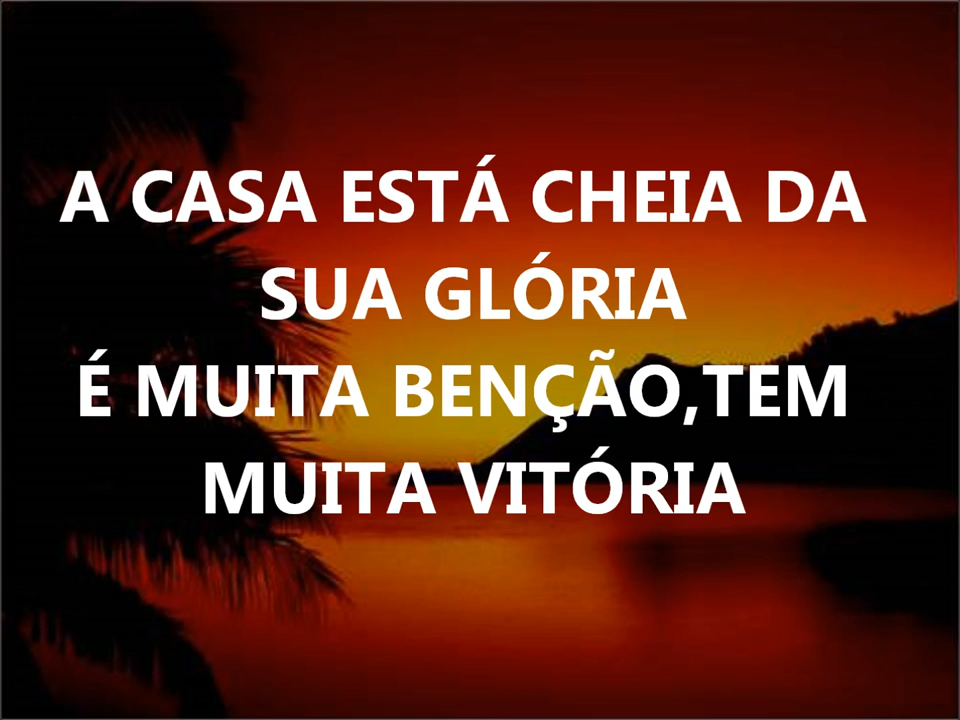 A CASA ESTÁ CHEIA DA
SUA GLÓRIA
É MUITA BENÇÃO,TEM
MUITA VITÓRIA